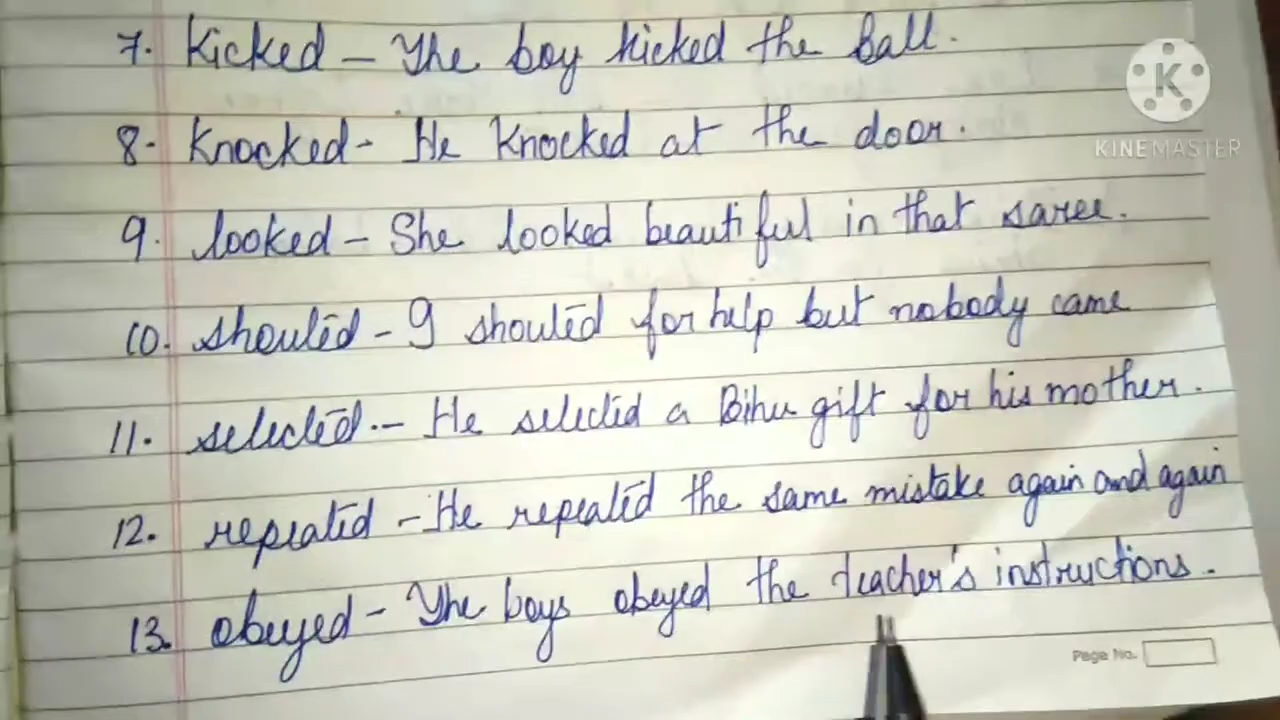 7. Kicked - The boy kicked the ball.
8. Knocked - He Knocked at the door.
9. looked - She looked beautiful in that saree.
10. shouted - I shouted for help but nobody came
11. selected. - He selected a Bihu gift for his mother.
12. repeated - He repeated the same mistake again and again
13. obeyed - The boys obeyed the teacher's instructions.
Page No.
K
KINEMASTER